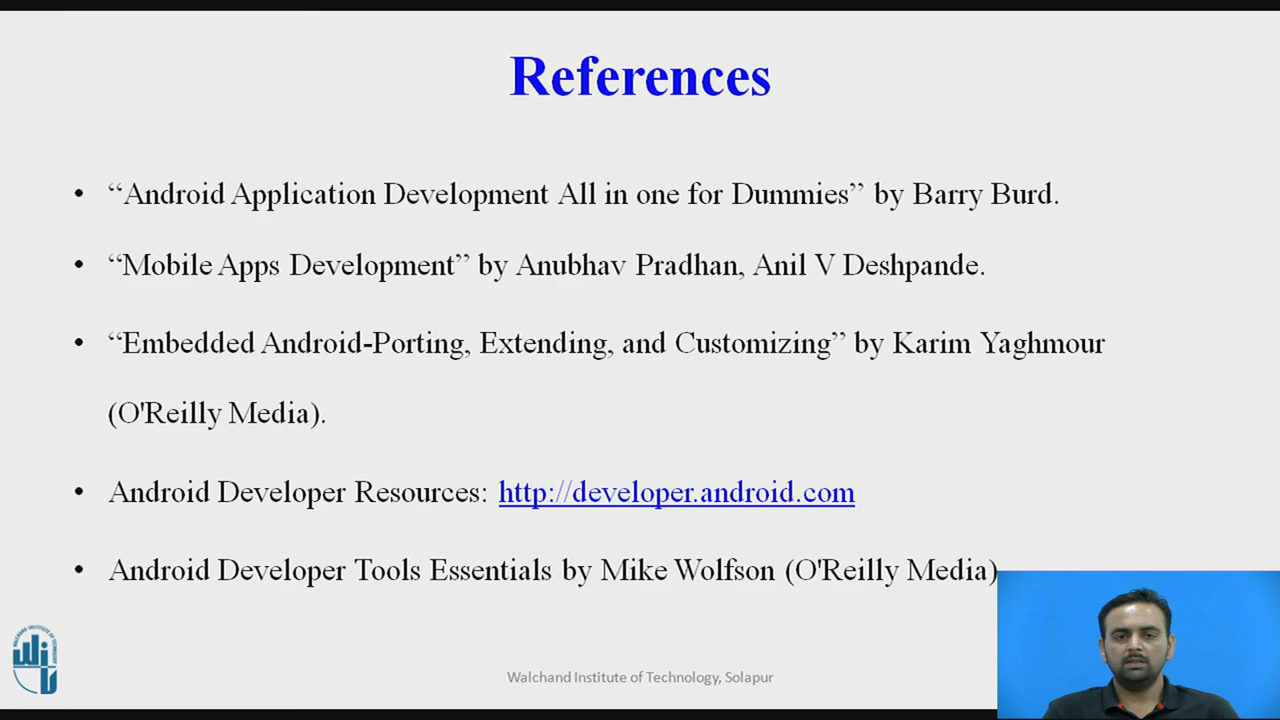 References
• “Android Application Development All in one for Dummies” by Barry Burd.
• “Mobile Apps Development” by Anubhav Pradhan, Anil V Deshpande.
• “Embedded Android-Porting, Extending, and Customizing” by Karim Yaghmour
(O'Reilly Media).
• Android Developer Resources: http://developer.android.com
• Android Developer Tools Essentials by Mike Wolfson (O'Reilly Media)
Walchand Institute of Technology, Solapur